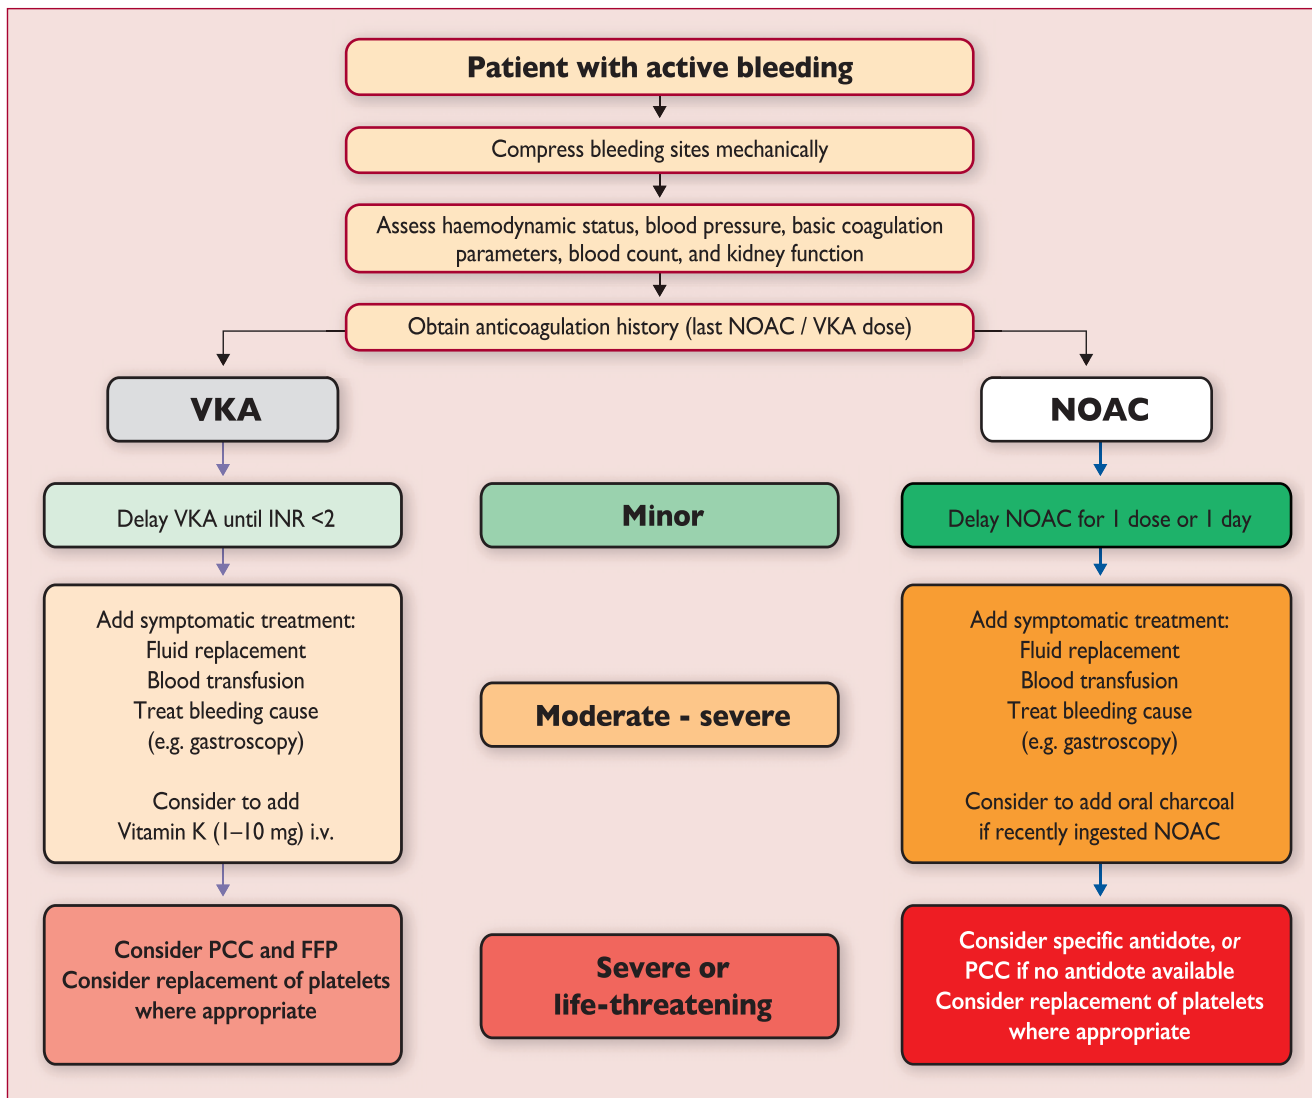 Patient with active bleeding
Compress bleeding sites mechanically
Assess haemodynamic status, blood pressure, basic coagulation
parameters, blood count, and kidney function
Obtain anticoagulation history (last NOAC / VKA dose)
VKA
NOAC
Delay VKA until INR <2
Minor
Delay NOAC for 1 dose or 1 day
Add symptomatic treatment:
Fluid replacement
Blood transfusion
Treat bleeding cause
(e.g. gastroscopy)
Consider to add
Vitamin K (1–10 mg) i.v.
Moderate - severe
Add symptomatic treatment:
Fluid replacement
Blood transfusion
Treat bleeding cause
(e.g. gastroscopy)
Consider to add oral charcoal
if recently ingested NOAC
Consider PCC and FFP
Consider replacement of platelets
where appropriate
Severe or
life-threatening
Consider specific antidote, or
PCC if no antidote available
Consider replacement of platelets
where appropriate